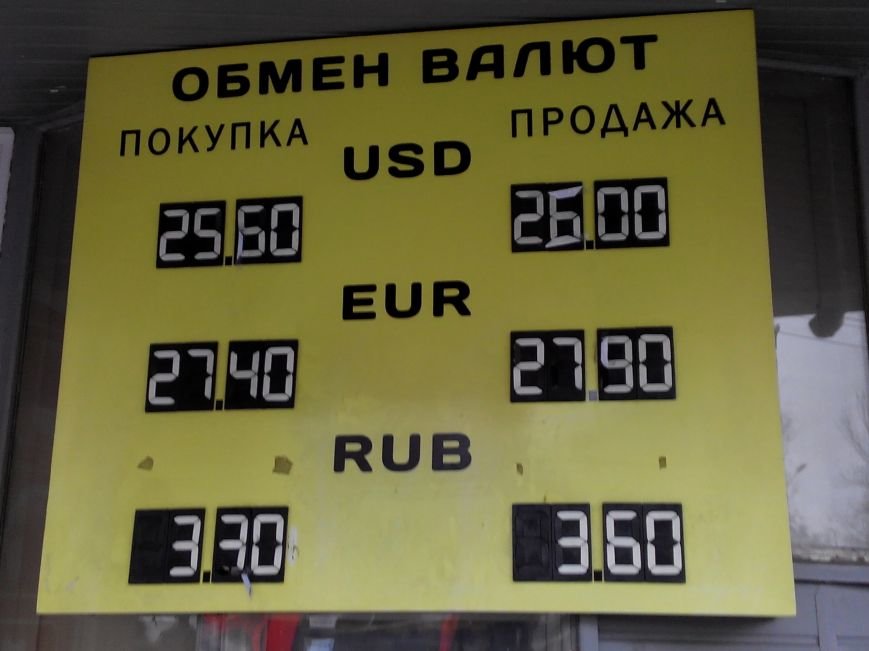 ОБМЕН ВАЛЮТ
ПОКУПКА ПРОДАЖА
USD
25.60 26.00
EUR
27.40 27.90
RUB
3.30 3.60